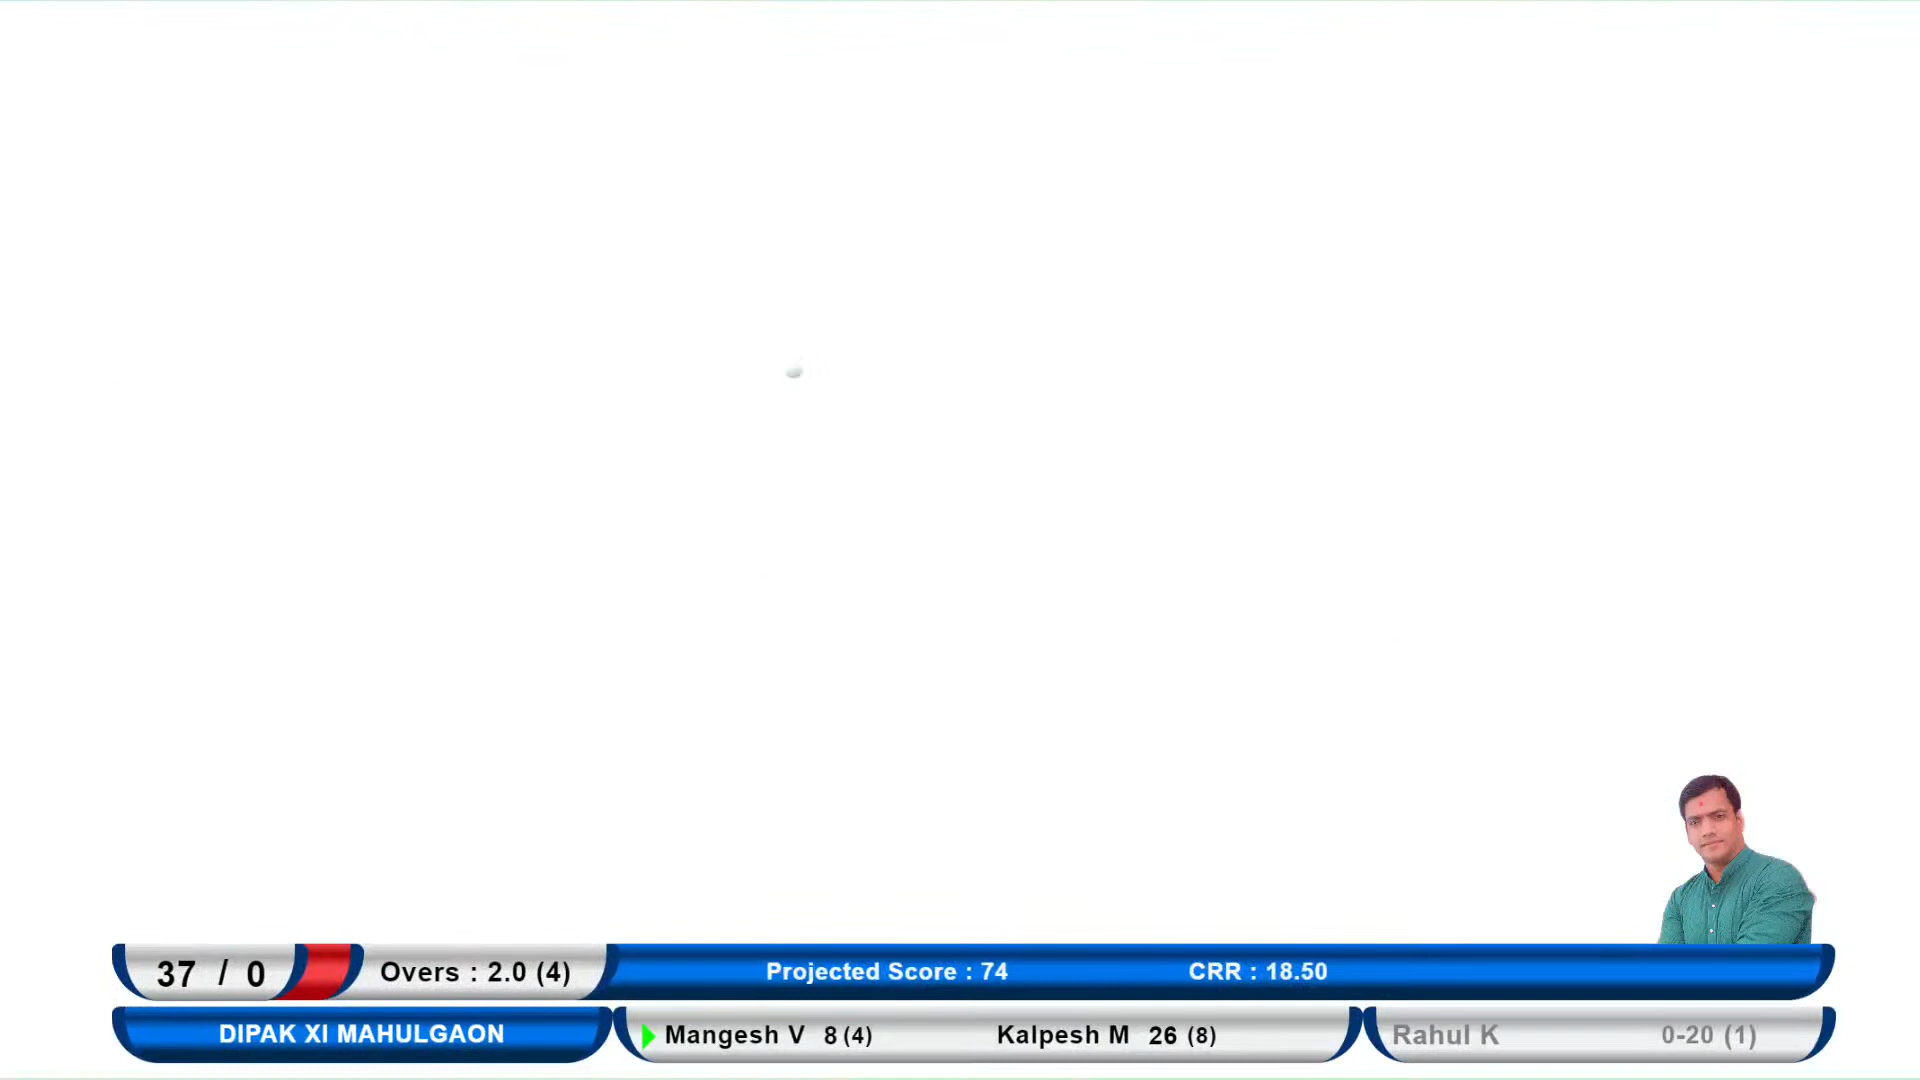 37 / 0 Overs : 2.0 (4) Projected Score : 74 CRR : 18.50
DIPAK XI MAHULGAON Mangesh V 8 (4) Kalpesh M 26 (8) Rahul K 0-20 (1)